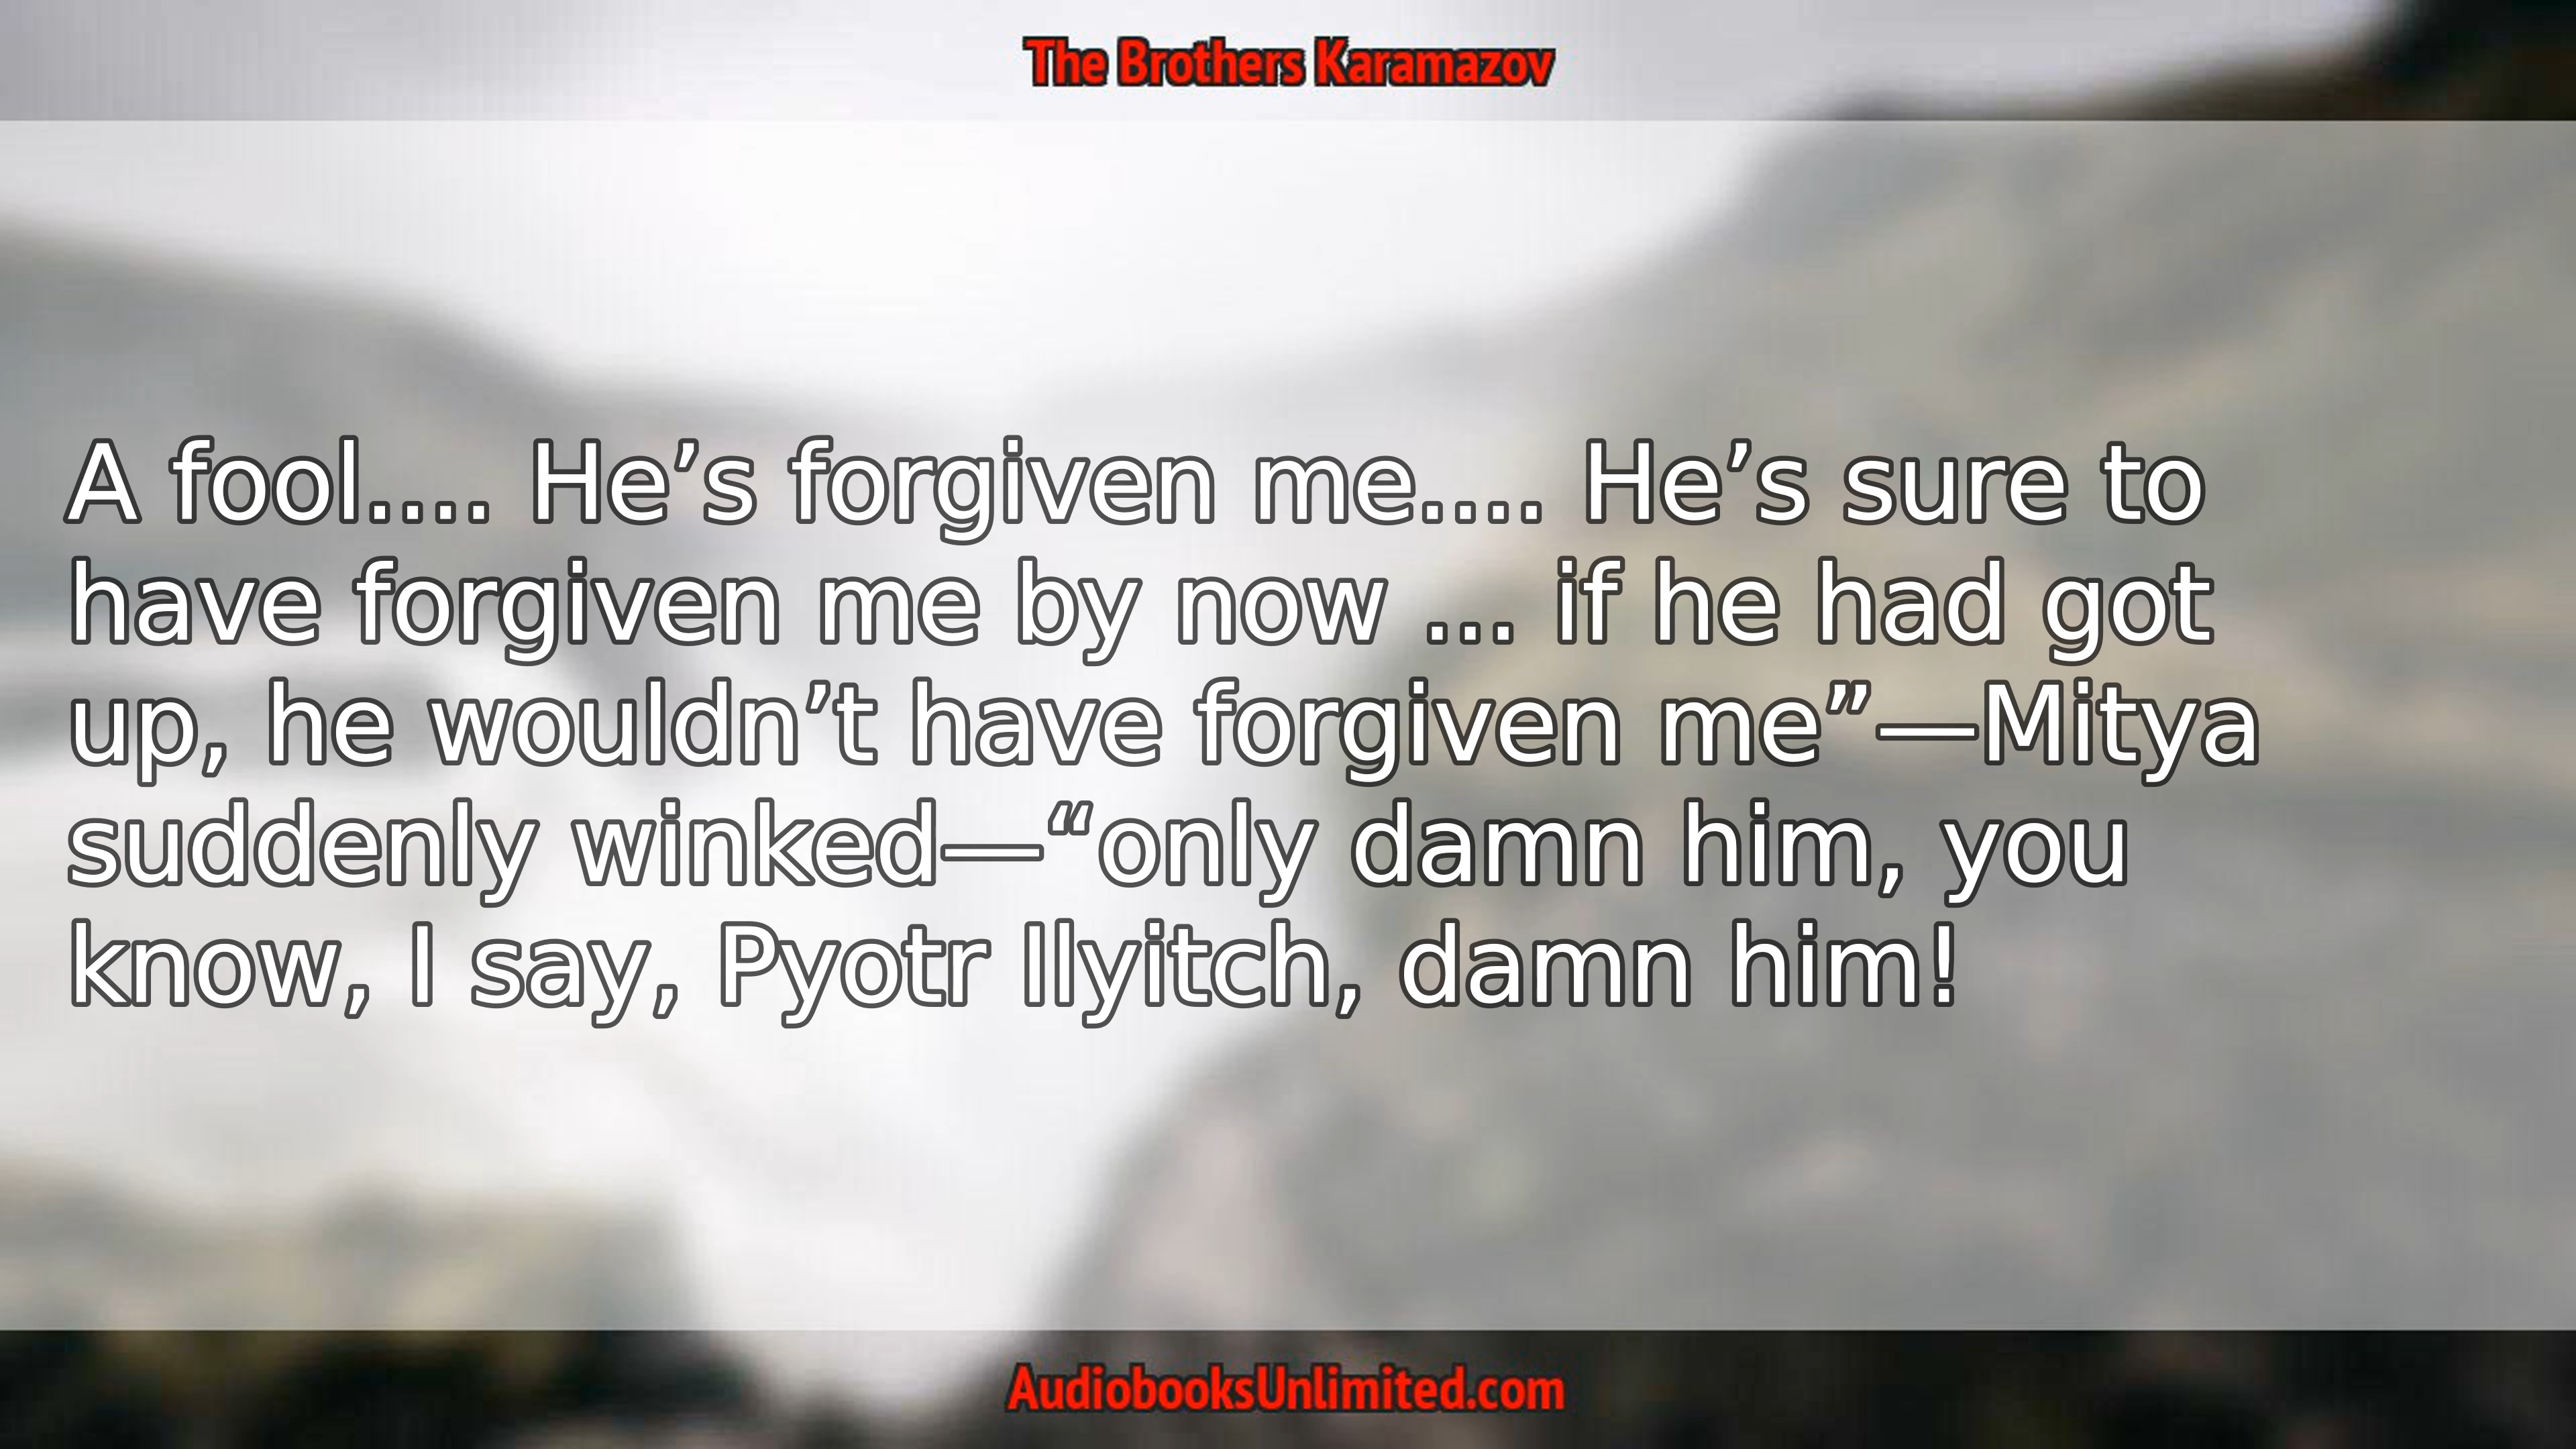 The Brothers Karamazov
A fool.... He’s forgiven me.... He’s sure to
have forgiven me by now ... if he had got
up, he wouldn’t have forgiven me”—Mitya
suddenly winked—“only damn him, you
know, I say, Pyotr Ilyitch, damn him!
AudiobooksUnlimited.com